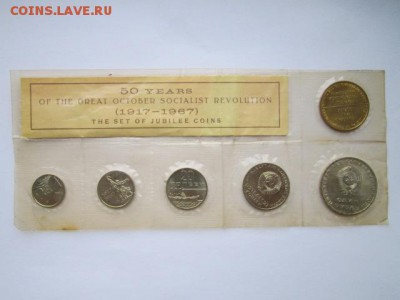 COINS.LAVE.RU
50 YEARS
OF THE GREAT OCTOBER SOCIALIST REVOLUTION
(1917–1967)
THE SET OF JUBILEE COINS